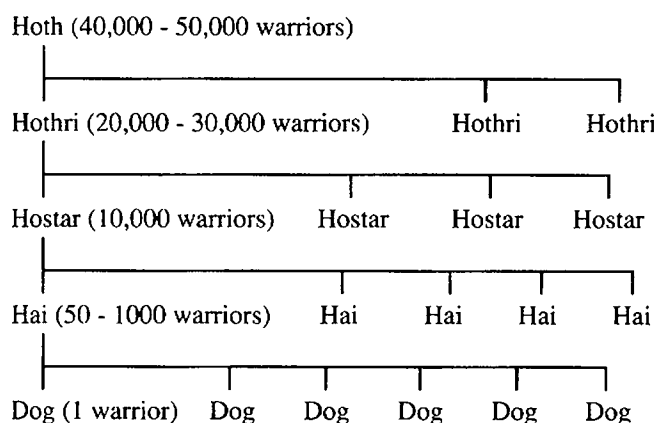 Hoth (40,000 - 50,000 warriors)
Hothri (20,000 - 30,000 warriors) Hothri Hothri
Hostar (10,000 warriors) Hostar Hostar Hostar
Hai (50 - 1000 warriors) Hai Hai Hai Hai
Dog (1 warrior) Dog Dog Dog Dog Dog